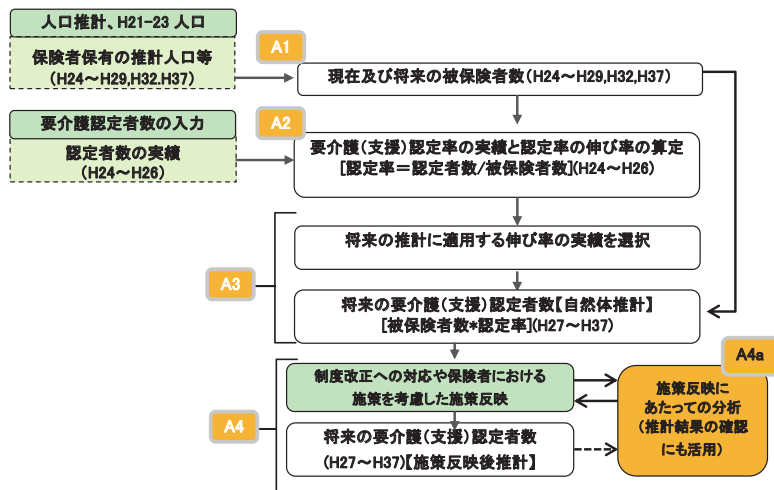 人口推計、H21-23 人口
保険者保有の推計人口等
(H24～H29,H32.H37)
A1
現在及び将来の被保険者数(H24～H29,H32,H37)
要介護認定者数の入力
認定者数の実績
(H24～H26)
A2
要介護(支援)認定率の実績と認定率の伸び率の算定
[認定率=認定者数/被保険者数](H24～H26)
A3
将来の推計に適用する伸び率の実績を選択
将来の要介護(支援)認定者数【自然体推計】
[被保険者数*認定率](H27～H37)
A4
制度改正への対応や保険者における
施策を考慮した施策反映
将来の要介護(支援)認定者数
(H27～H37)【施策反映後推計】
A4a
施策反映に
あたっての分析
(推計結果の確認
にも活用)